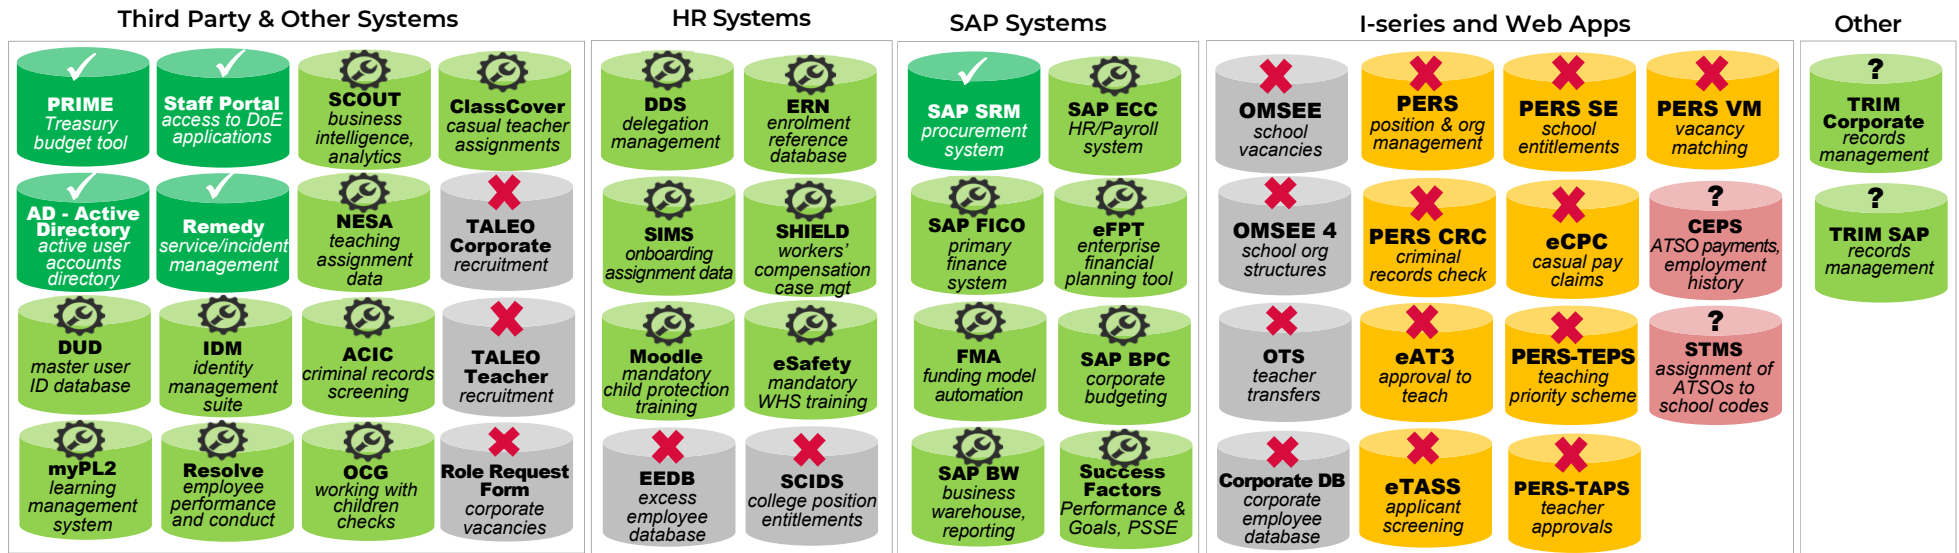 Third Party & Other Systems
PRIME
Treasury
budget tool
Staff Portal
access to DoE
applications
SCOUT
business
intelligence,
analytics
ClassCover
casual teacher
assignments
AD - Active
Directory
active user
accounts
directory
Remedy
service/incident
management
NESA
teaching
assignment
data
TALEO
Corporate
recruitment
DUD
master user
ID database
IDM
identity
management
suite
ACIC
criminal records
screening
TALEO
Teacher
recruitment
myPL2
learning
management
system
Resolve
employee
performance
and conduct
OCG
working with
children
checks
Role Request
Form
corporate
vacancies
HR Systems
DDS
delegation
management
ERN
enrolment
reference
database
SIMS
onboarding
assignment data
SHIELD
workers'
compensation
case mgt
Moodle
mandatory
child protection
training
eSafety
mandatory
WHS training
EEDB
excess
employee
database
SCIDS
college position
entitlements
SAP Systems
SAP SRM
procurement
system
SAP ECC
HR/Payroll
system
SAP FICO
primary
finance
system
eFPT
enterprise
financial
planning tool
FMA
funding model
automation
SAP BPC
corporate
budgeting
SAP BW
business
warehouse,
reporting
Success
Factors
Performance &
Goals, PSSE
I-series and Web Apps
OMSEE
school
vacancies
PERS
position & org
management
PERS SE
school
entitlements
PERS VM
vacancy
matching
OMSEE 4
school org
structures
PERS CRC
criminal
records check
eCPC
casual pay
claims
?
CEPS
ATSO payments,
employment
history
OTS
teacher
transfers
eAT3
approval to
teach
PERS-TEPS
teaching
priority scheme
?
STMS
assignment of
ATSOs to
school codes
Corporate DB
corporate
employee
database
eTASS
applicant
screening
PERS-TAPS
teacher
approvals
Other
?
TRIM
Corporate
records
management
?
TRIM SAP
records
management